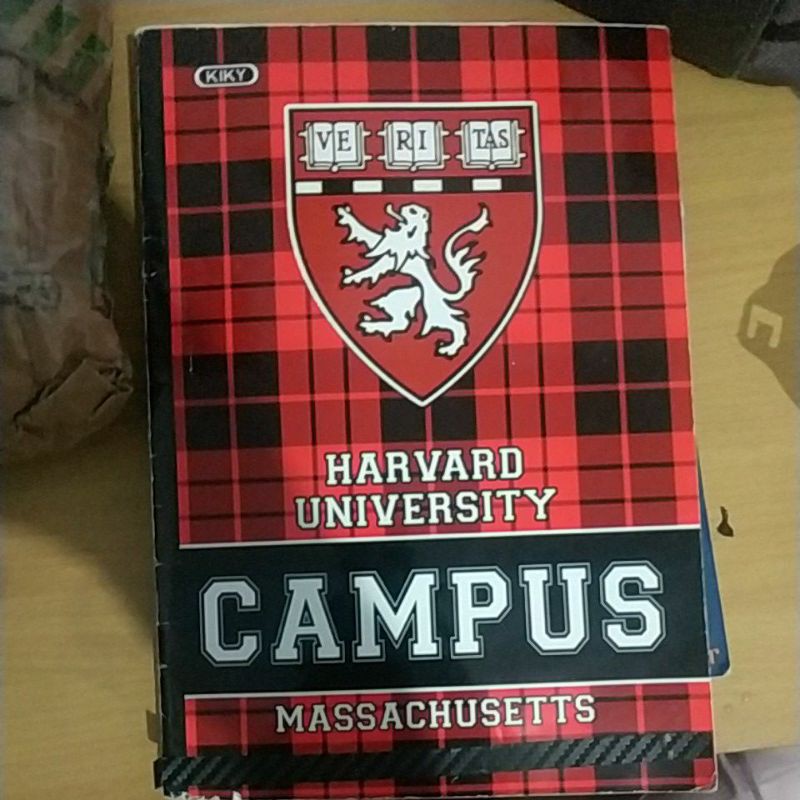 KIKY
VE RI TAS
HARVARD
UNIVERSITY
CAMPUS
MASSACHUSETTS